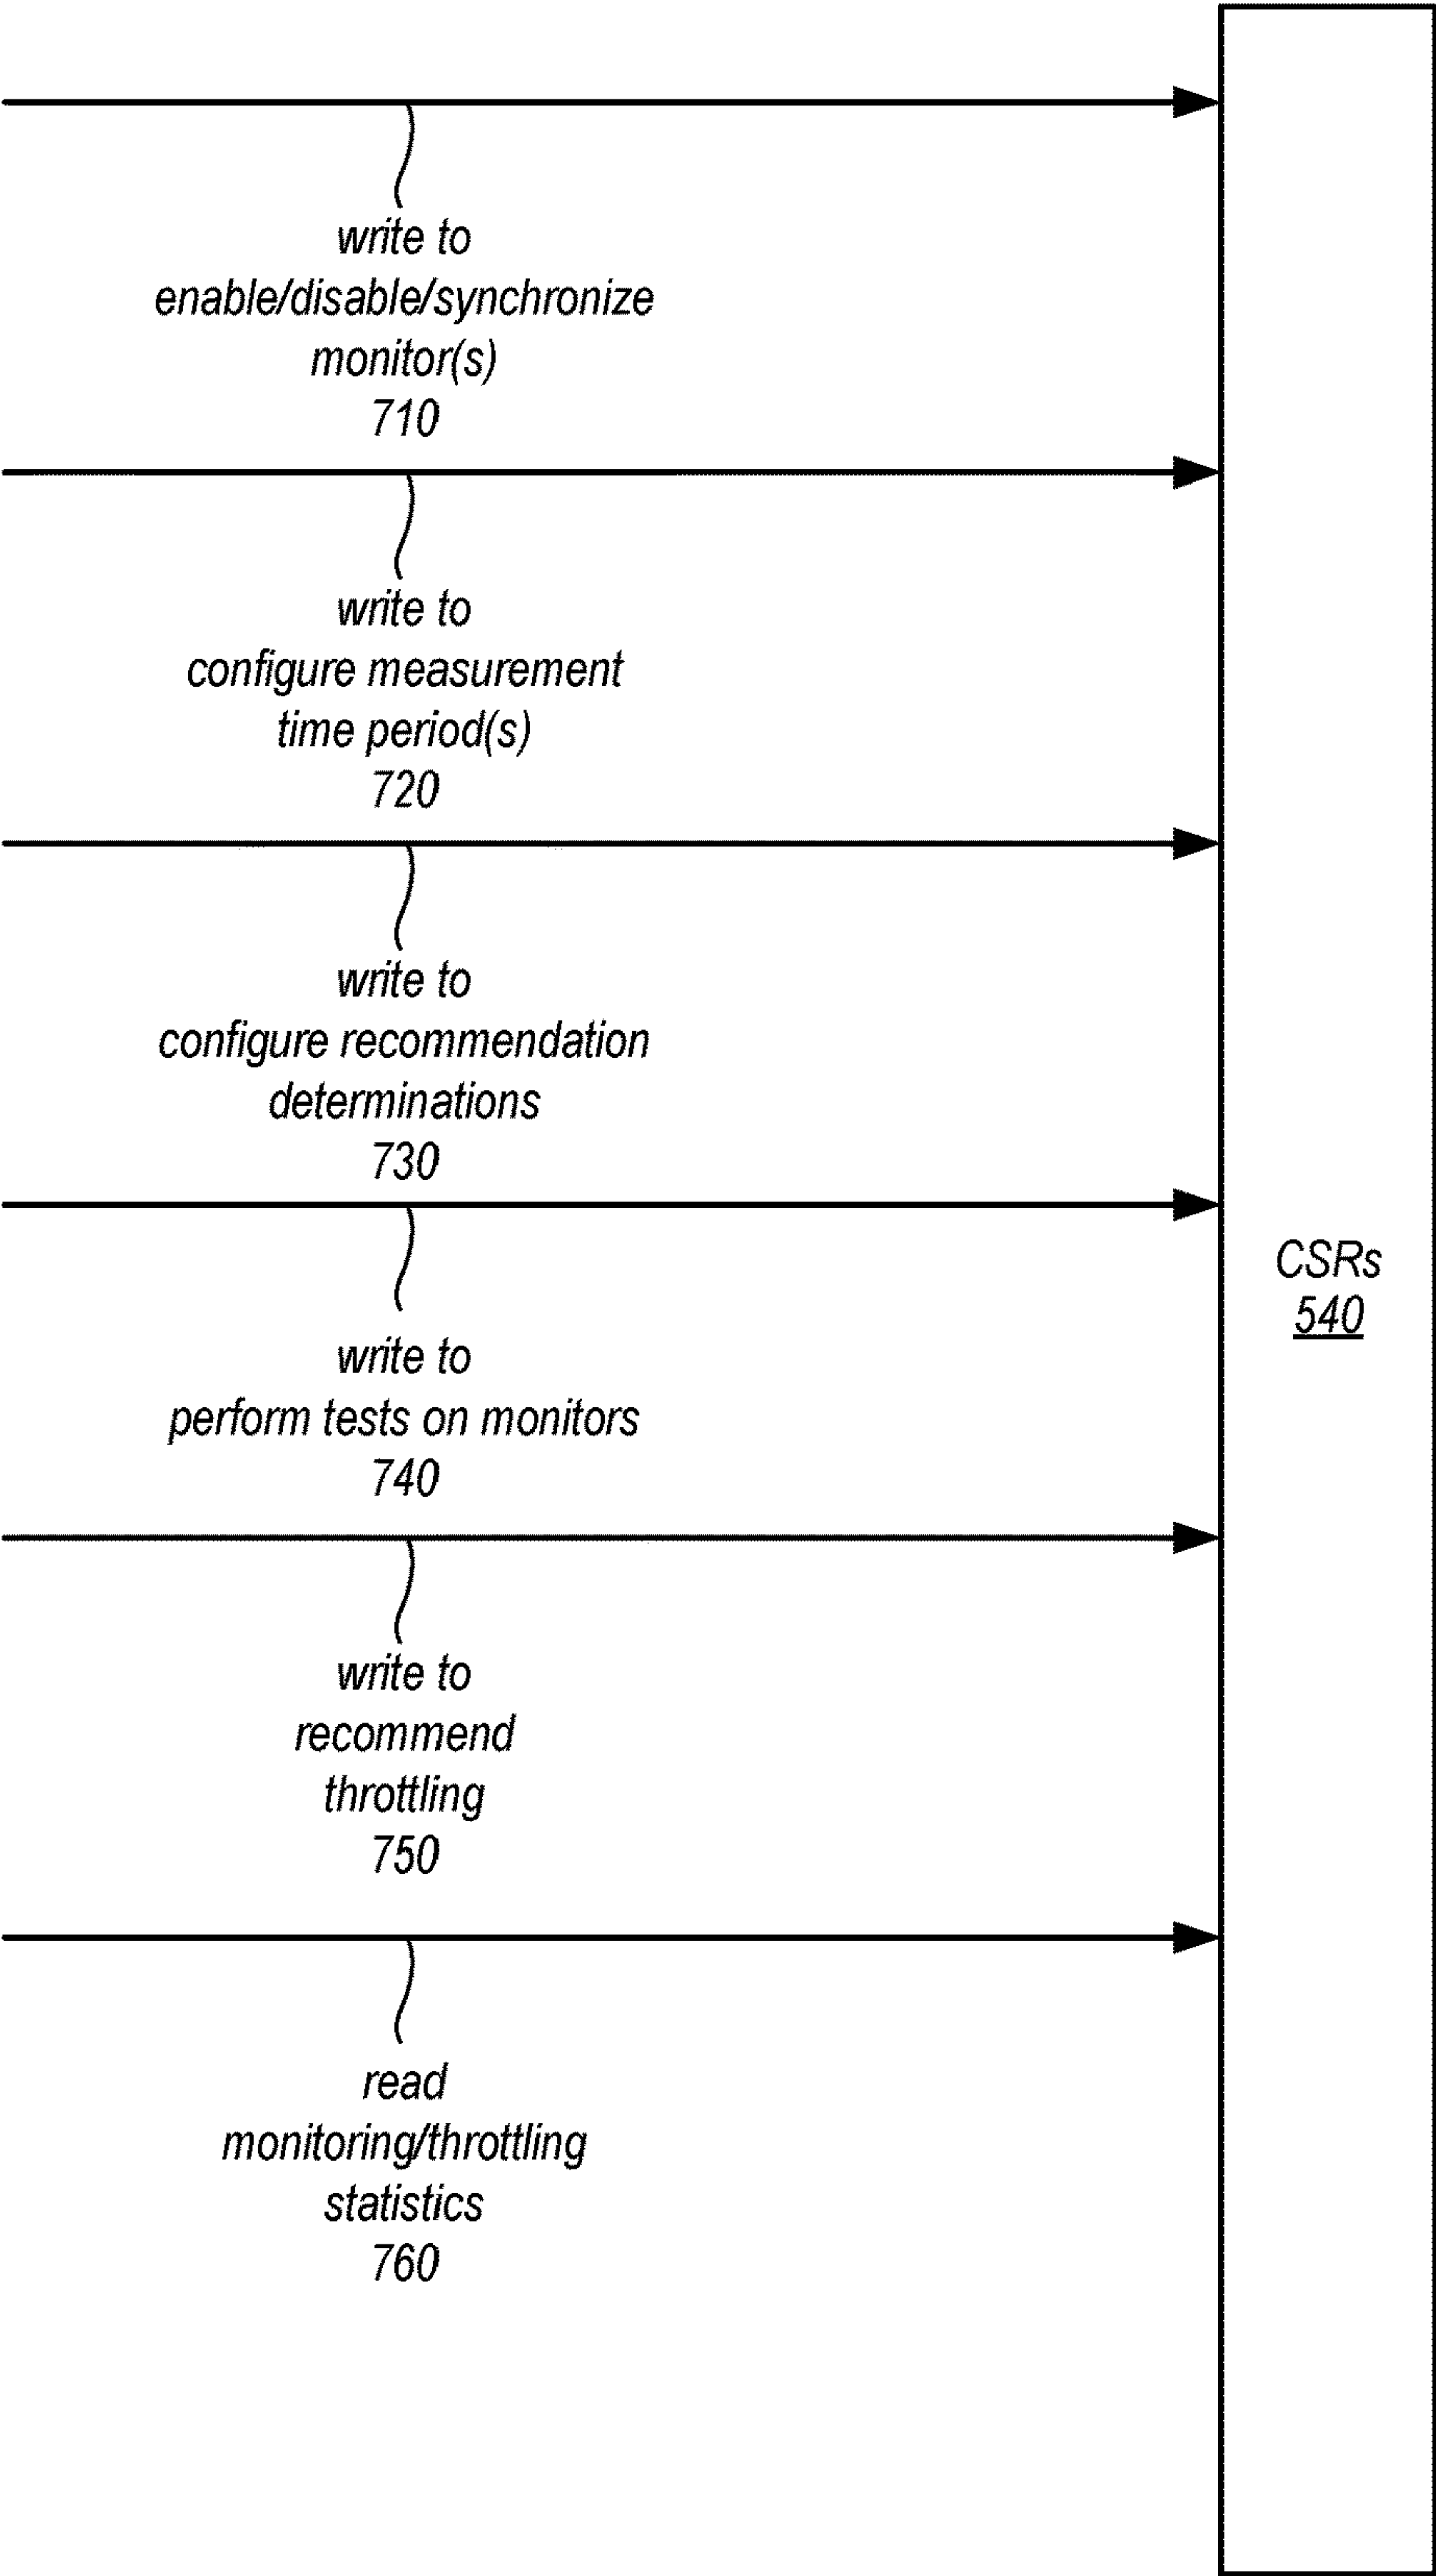 write to
enable/disable/synchronize
monitor(s)
710
write to
configure measurement
time period(s)
720
write to
configure recommendation
determinations
730
CSRs
540
write to
perform tests on monitors
740
write to
recommend
throttling
750
read
monitoring/throttling
statistics
760